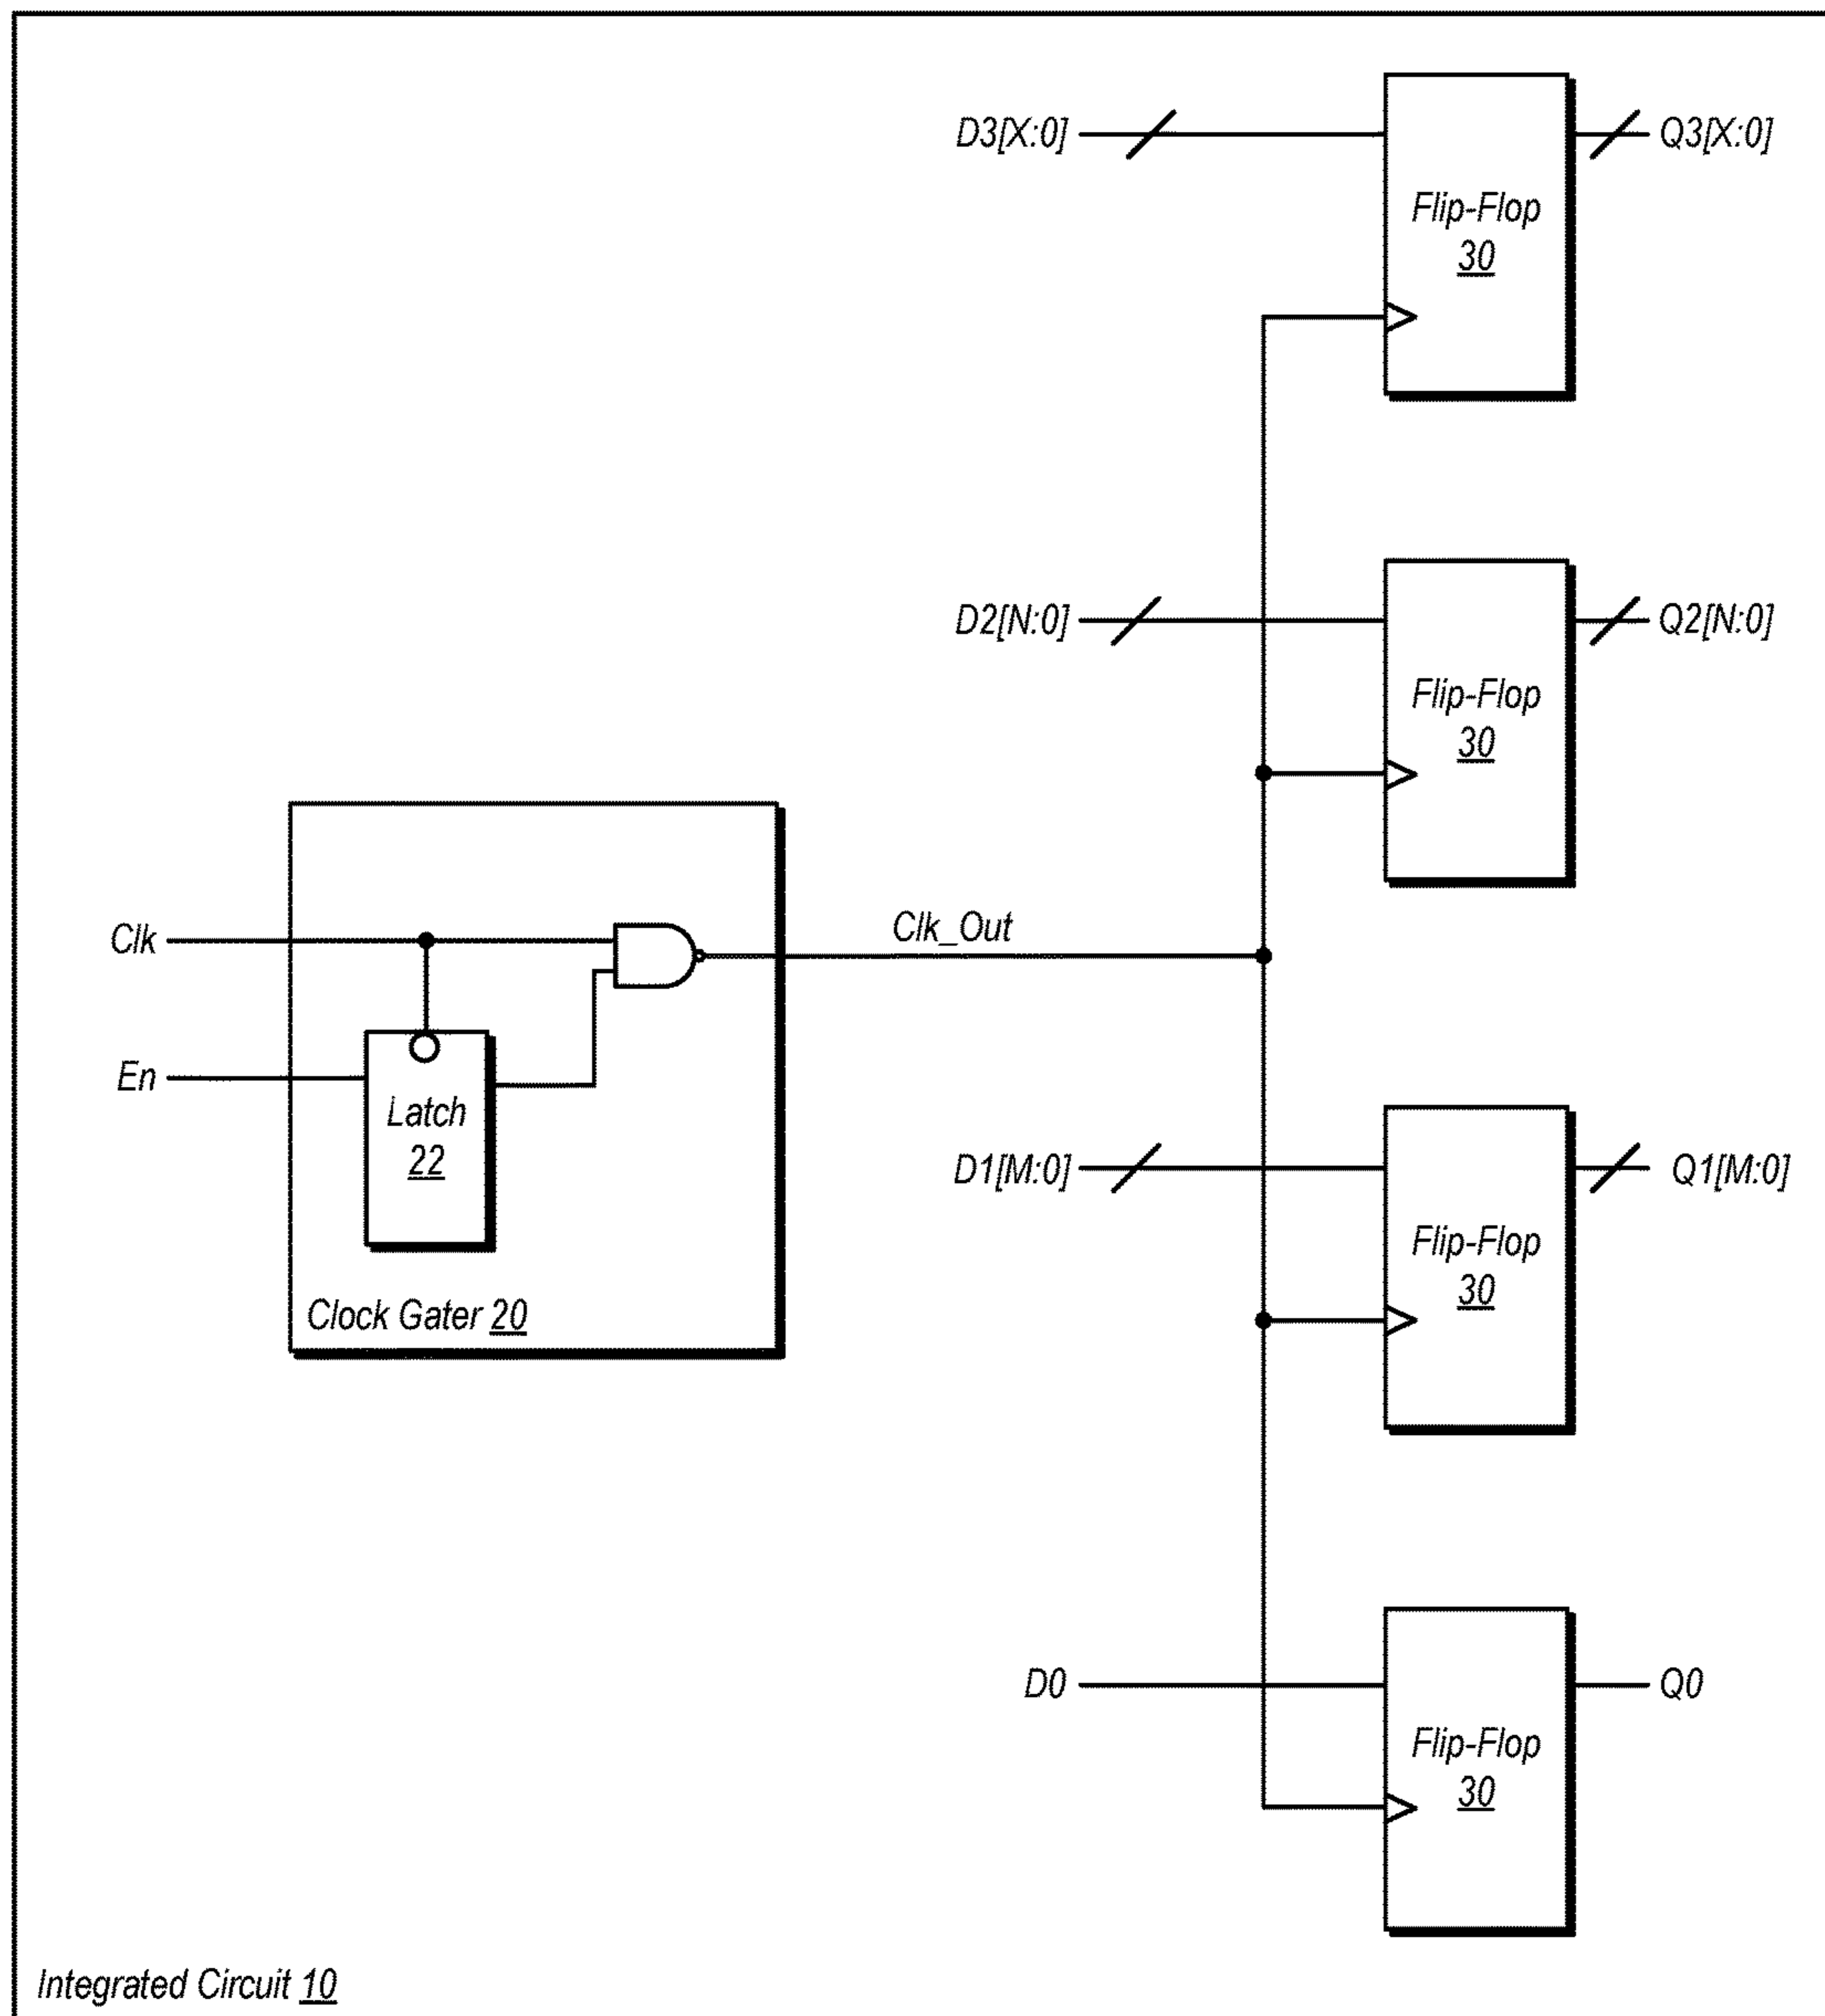 D3[X:0]
Q3[X:0]
Flip-Flop
30
D2[N:0]
Q2[N:0]
Flip-Flop
30
Clk
Clk_Out
En
Latch
22
Clock Gater 20
D1[M:0]
Q1[M:0]
Flip-Flop
30
D0
Q0
Flip-Flop
30
Integrated Circuit 10